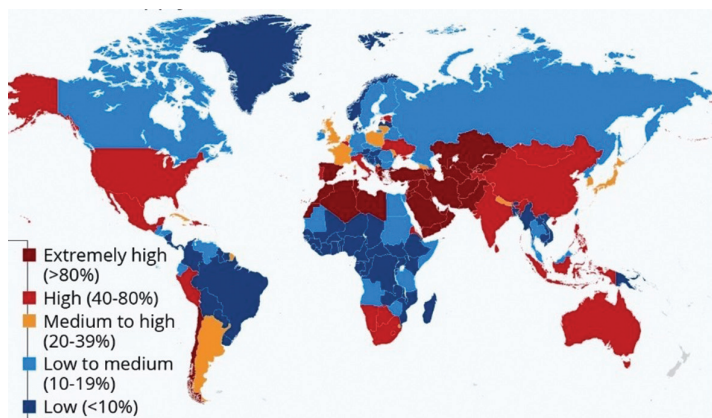 Extremely high
(>80%)
High (40-80%)
Medium to high
(20-39%)
Low to medium
(10-19%)
Low (<10%)